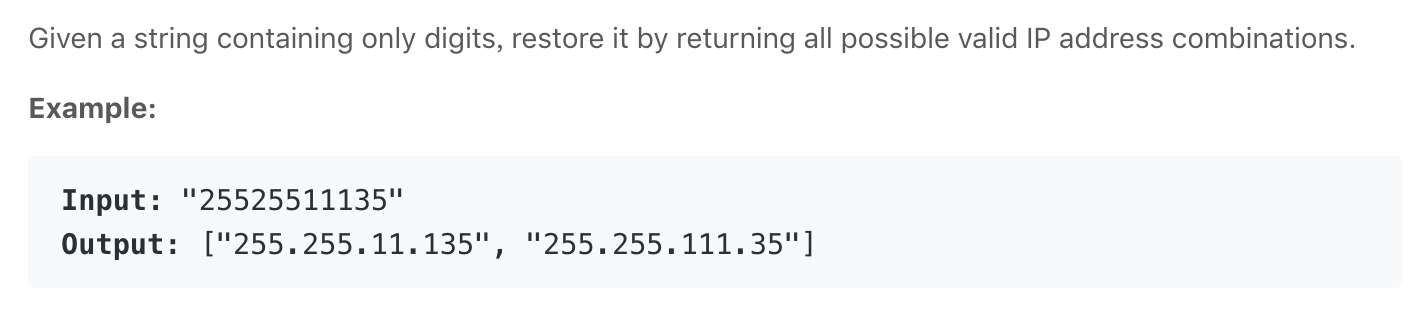 Given a string containing only digits, restore it by returning all possible valid IP address combinations.
Example:
Input: "25525511135"
Output: ["255.255.11.135", "255.255.111.35"]